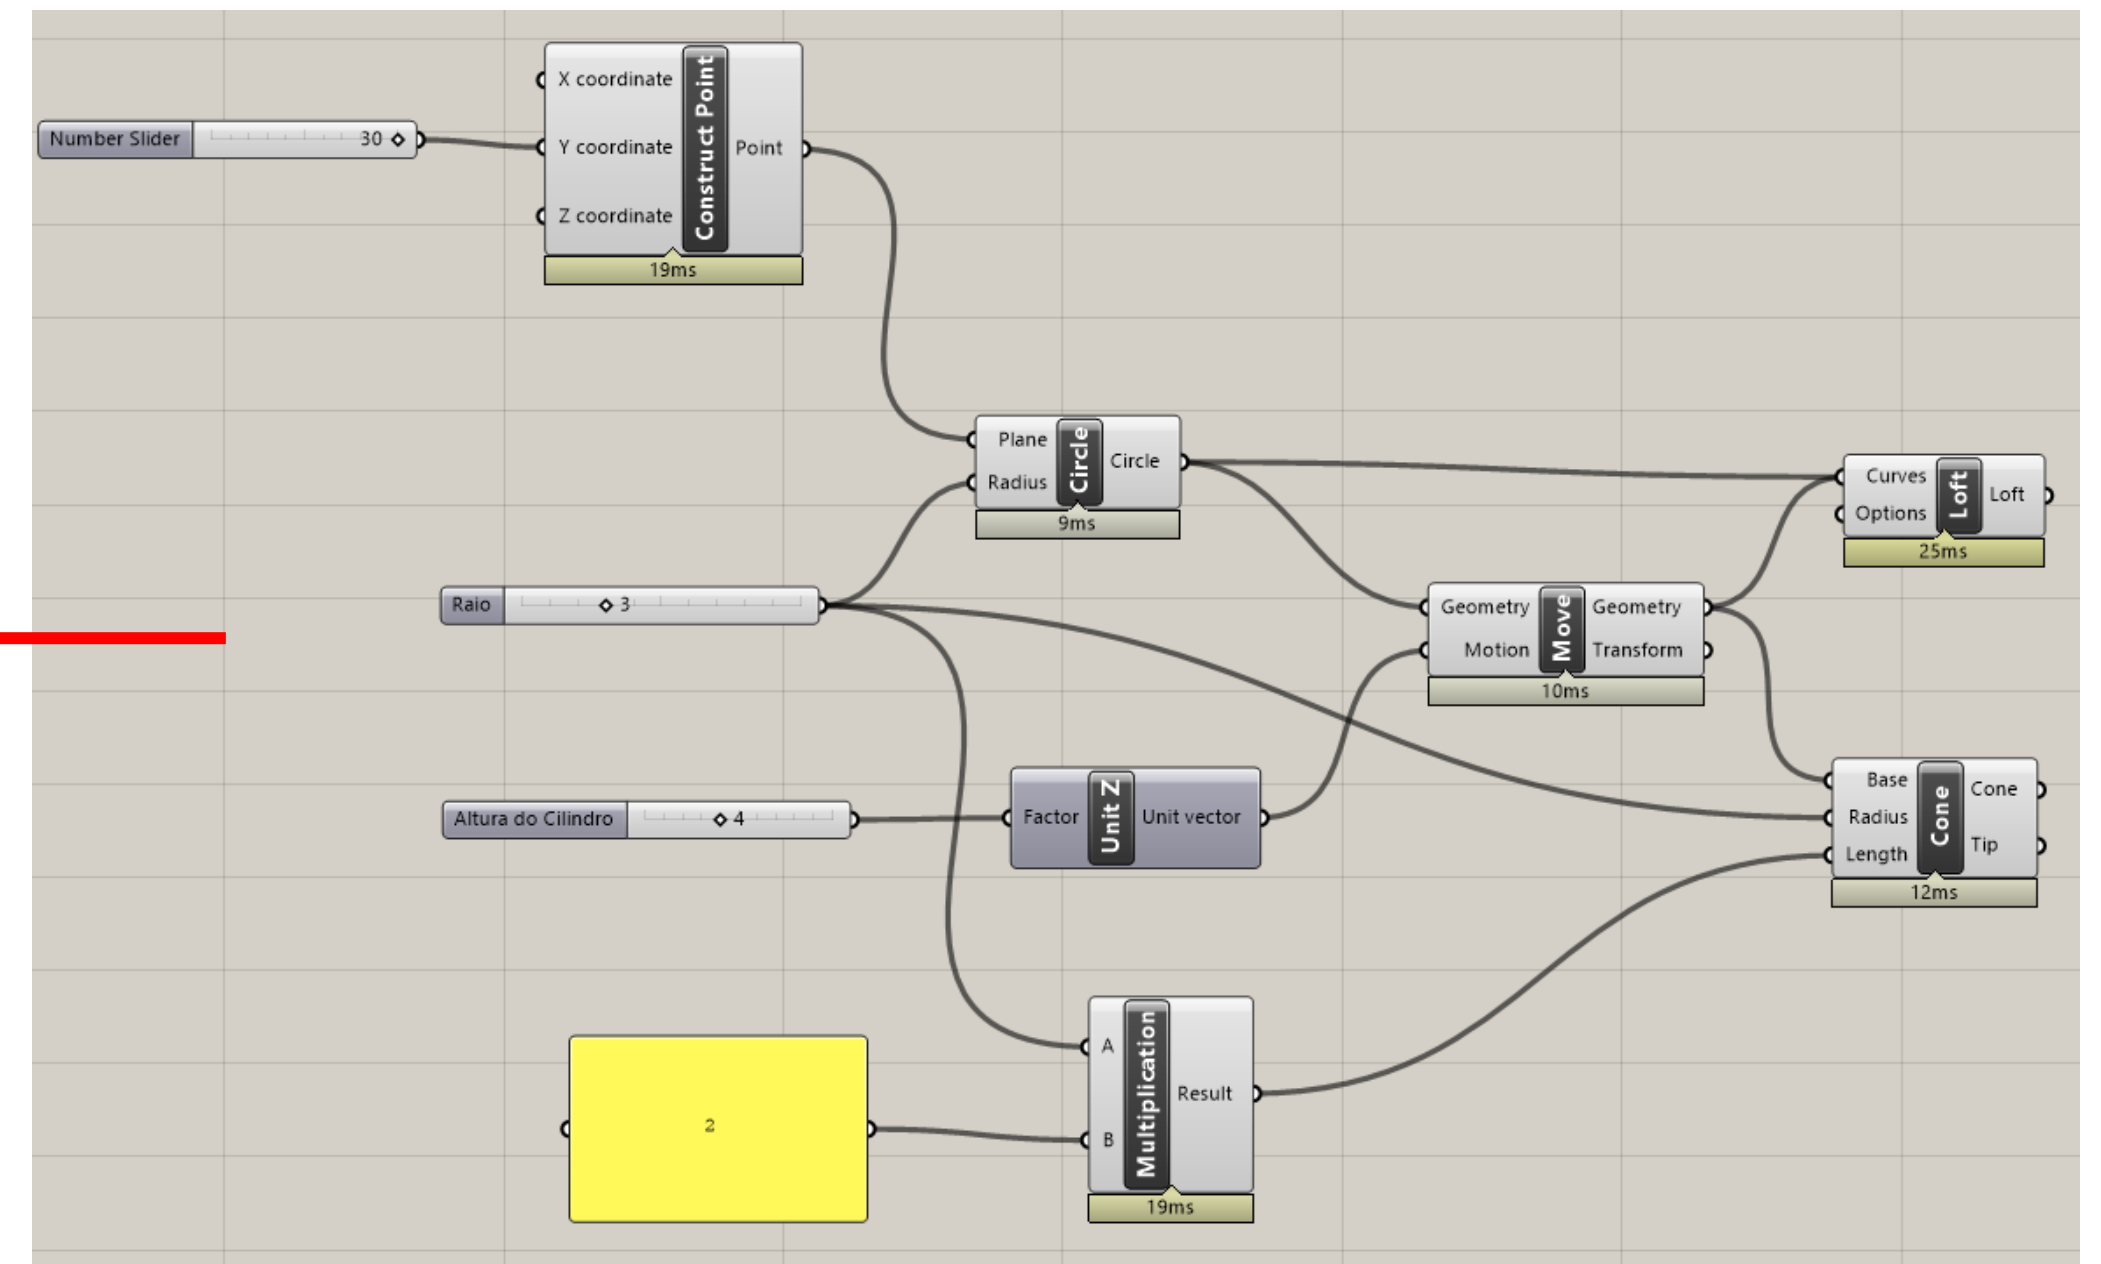 X coordinate
Y coordinate
Z coordinate
Construct Point
Point
19ms
Number Slider
30
Plane
Radius
Circle
Circle
9ms
Curves
Options
Loft
Loft
25ms
Raio
3
Geometry
Motion
Move
Geometry
Transform
10ms
Altura do Cilindro
4
Factor
Unit Z
Unit vector
Base
Radius
Length
Cone
Cone
Tip
12ms
2
A
B
Multiplication
Result
19ms